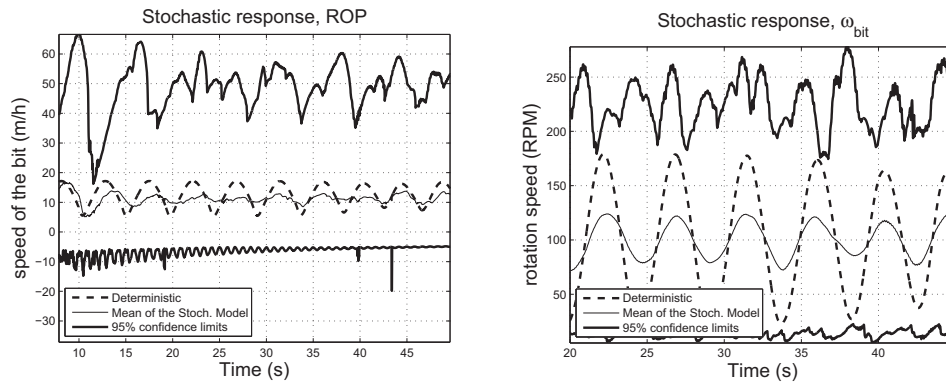 Stochastic response, ROP
speed of the bit (m/h)
60
50
40
30
20
10
0
−10
−20
−30
Deterministic
Mean of the Stoch. Model
95% confidence limits
10 15 20 25 30 35 40 45
Time (s)
Stochastic response, ω_bit
rotation speed (RPM)
250
200
150
100
50
Deterministic
Mean of the Stoch. Model
95% confidence limits
20 25 30 35 40
Time (s)